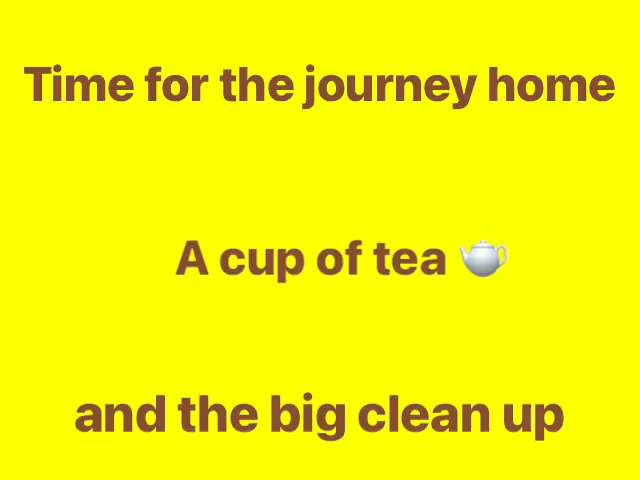 Time for the journey home
A cup of tea 🫖
and the big clean up